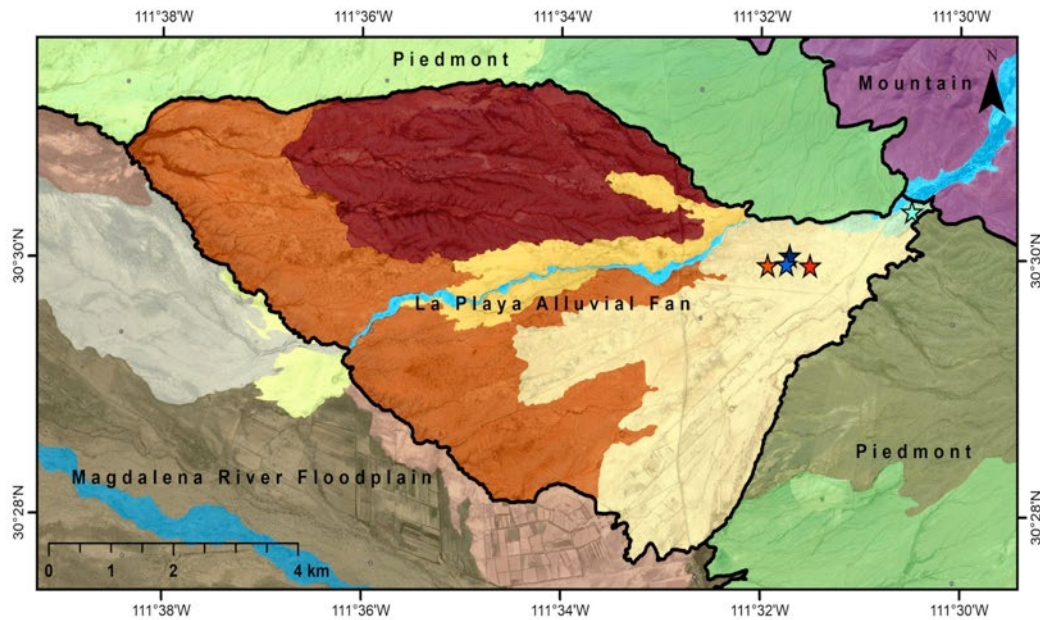 111°38'W 111°36'W 111°34'W 111°32'W 111°30'W
Piedmont
N
Mountain
30°30'N 30°30'N
La Playa Alluvial Fan
Piedmont
Magdalena River Floodplain
30°28'N 30°28'N
0 1 2 4 km
111°38'W 111°36'W 111°34'W 111°32'W 111°30'W